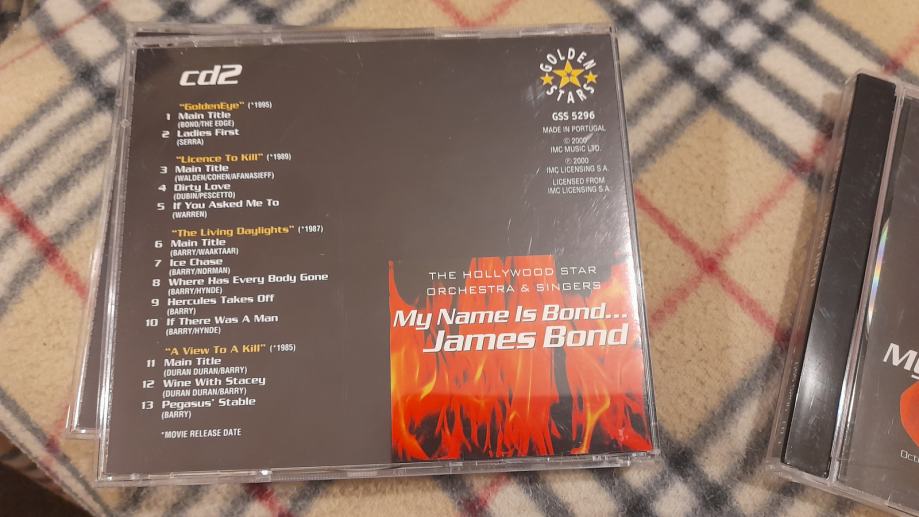 cd2
"GoldenEye" (*1995)
1 Main Title
(BONO/THE EDGE)
2 Ladies First
(SERRA)
"Licence To Kill" (*1989)
3 Main Title
(WALDEN/COHEN/AFANASIEFF)
4 Dirty Love
(DUBIN/PESCETTO)
5 If You Asked Me To
(WARREN)
"The Living Daylights" (*1987)
6 Main Title
(BARRY/WAAKTAAR)
7 Ice Chase
(BARRY/NORMAN)
8 Where Has Every Body Gone
(BARRY/HYNDE)
9 Hercules Takes Off
(BARRY)
10 If There Was A Man
(BARRY/HYNDE)
"A View To A Kill" (*1985)
11 Main Title
(DURAN DURAN/BARRY)
12 Wine With Stacey
(DURAN DURAN/BARRY)
13 Pegasus' Stable
(BARRY)
*MOVIE RELEASE DATE
GOLDEN
STARS
GSS 5296
MADE IN PORTUGAL
© 2000
IMC MUSIC LTD.
℗ 2000
IMC LICENSING S.A.
LICENSED FROM
IMC LICENSING S.A.
THE HOLLYWOOD STAR
ORCHESTRA & SINGERS
My Name Is Bond...
James Bond
My
Octo